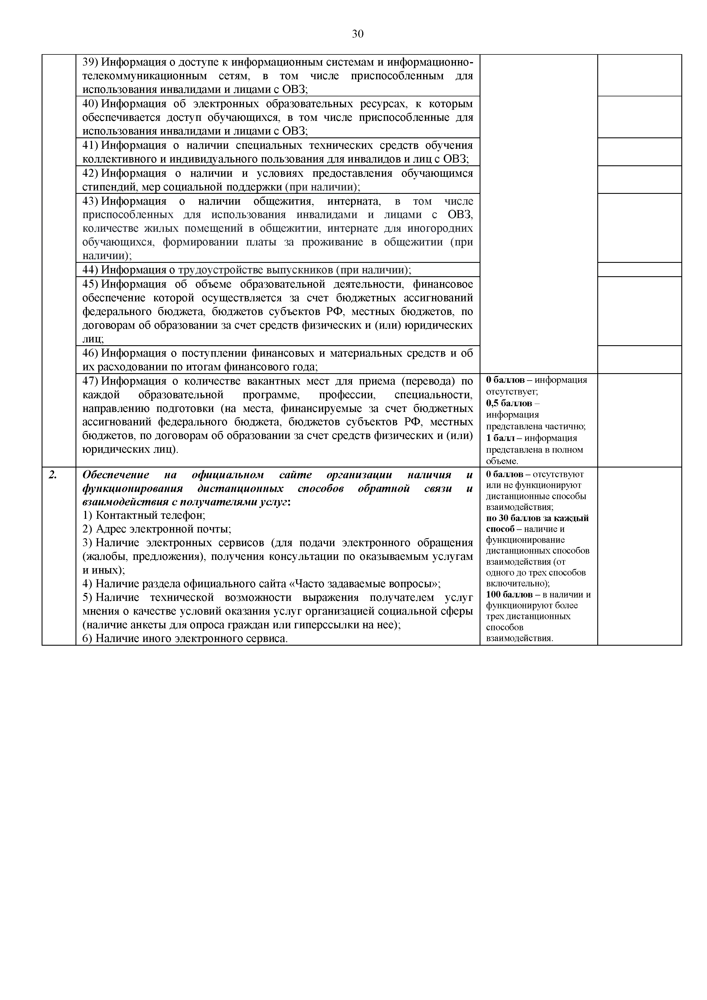 30
39) Информация о доступе к информационным системам и информационно-
телекоммуникационным сетям, в том числе приспособленным для
использования инвалидами и лицами с ОВЗ;
40) Информация об электронных образовательных ресурсах, к которым
обеспечивается доступ обучающихся, в том числе приспособленные для
использования инвалидами и лицами с ОВЗ;
41) Информация о наличии специальных технических средств обучения
коллективного и индивидуального пользования для инвалидов и лиц с ОВЗ;
42) Информация о наличии и условиях предоставления обучающимся
стипендий, мер социальной поддержки (при наличии);
43) Информация о наличии общежития, интерната, в том числе
приспособленных для использования инвалидами и лицами с ОВЗ,
количестве жилых помещений в общежитии, интернате для иногородних
обучающихся, формировании платы за проживание в общежитии (при
наличии);
44) Информация о трудоустройстве выпускников (при наличии);
45) Информация об объеме образовательной деятельности, финансовое
обеспечение которой осуществляется за счет бюджетных ассигнований
федерального бюджета, бюджетов субъектов РФ, местных бюджетов, по
договорам об образовании за счет средств физических и (или) юридических
лиц;
46) Информация о поступлении финансовых и материальных средств и об
их расходовании по итогам финансового года;
47) Информация о количестве вакантных мест для приема (перевода) по
каждой образовательной программе, профессии, специальности,
направлению подготовки (на места, финансируемые за счет бюджетных
ассигнований федерального бюджета, бюджетов субъектов РФ, местных
бюджетов, по договорам об образовании за счет средств физических и (или)
юридических лиц).
0 баллов – информация
отсутствует;
0,5 баллов –
информация
представлена частично;
1 балл – информация
представлена в полном
объеме.
2.
Обеспечение на официальном сайте организации наличия и
функционирования дистанционных способов обратной связи и
взаимодействия с получателями услуг:
1) Контактный телефон;
2) Адрес электронной почты;
3) Наличие электронных сервисов (для подачи электронного обращения
(жалобы, предложения), получения консультации по оказываемым услугам
и иных);
4) Наличие раздела официального сайта «Часто задаваемые вопросы»;
5) Наличие технической возможности выражения получателем услуг
мнения о качестве условий оказания услуг организацией социальной сферы
(наличие анкеты для опроса граждан или гиперссылки на нее);
6) Наличие иного электронного сервиса.
0 баллов – отсутствуют
или не функционируют
дистанционные способы
взаимодействия;
по 30 баллов за каждый
способ – наличие и
функционирование
дистанционных способов
взаимодействия (от
одного до трех способов
включительно);
100 баллов – в наличии и
функционируют более
трех дистанционных
способов
взаимодействия.